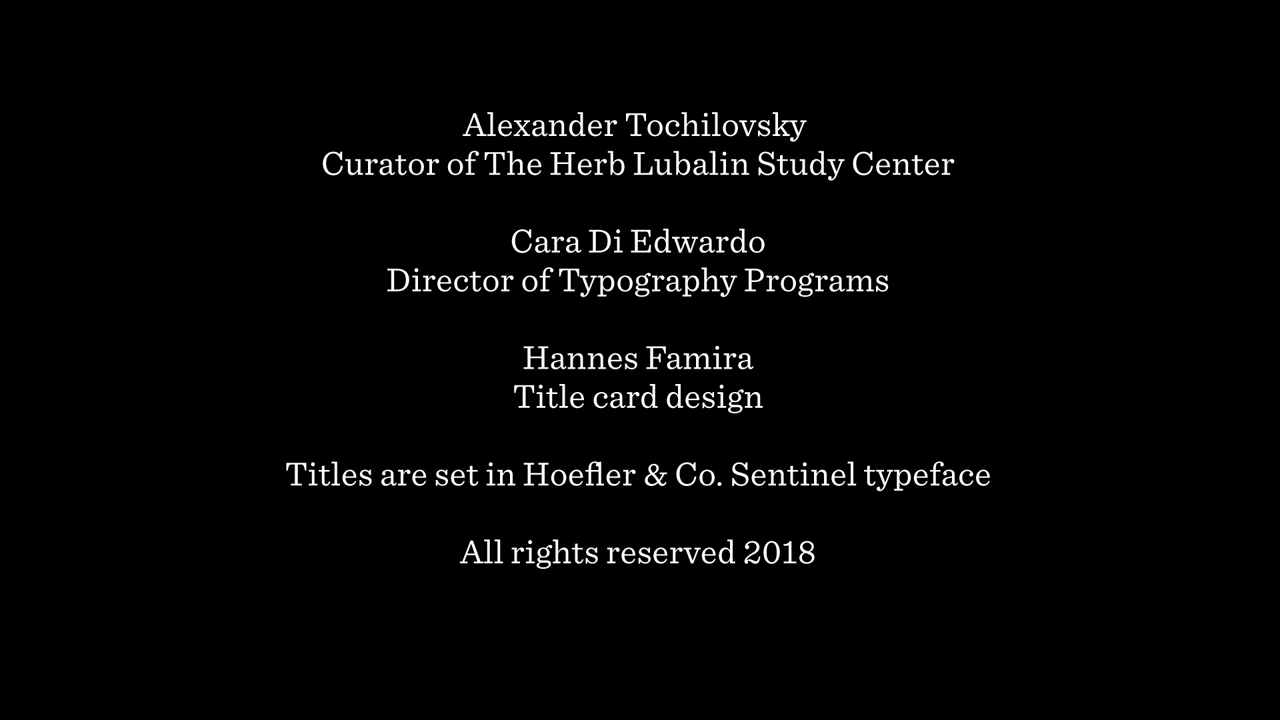 Alexander Tochilovsky
Curator of The Herb Lubalin Study Center
Cara Di Edwardo
Director of Typography Programs
Hannes Famira
Title card design
Titles are set in Hoefler & Co. Sentinel typeface
All rights reserved 2018